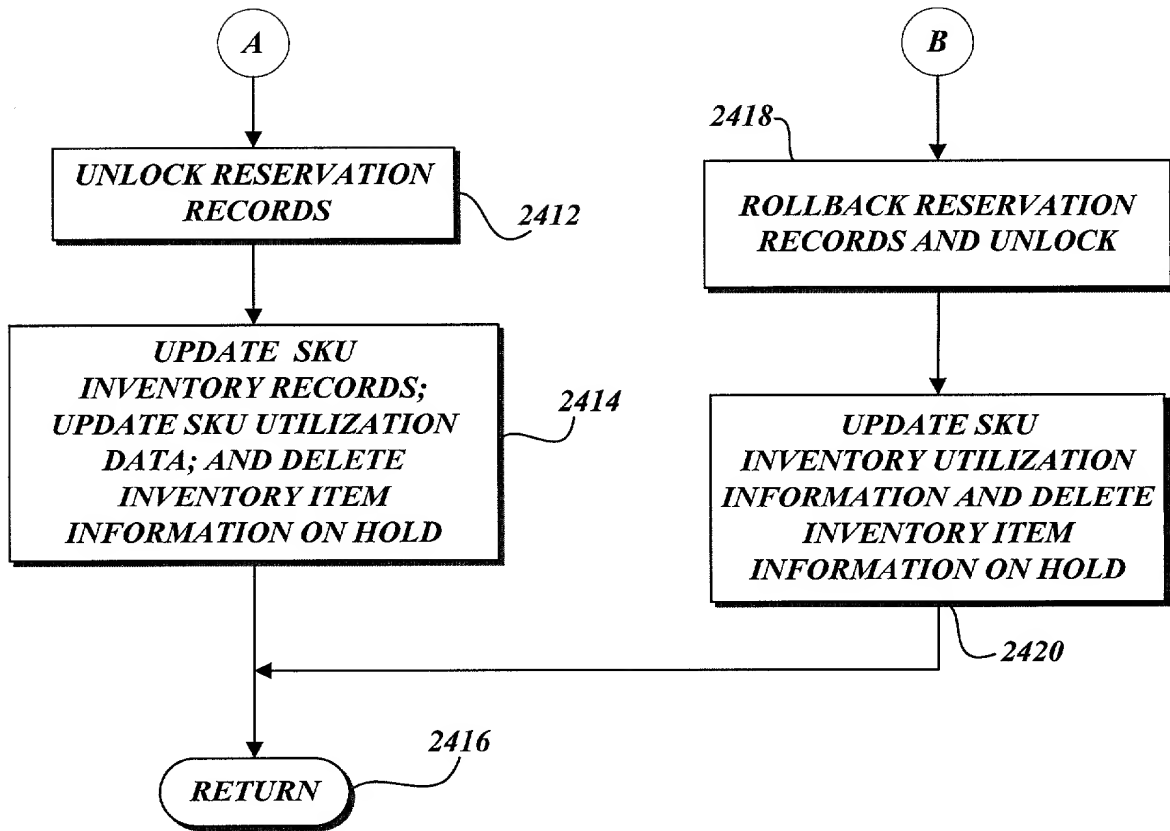 A
UNLOCK RESERVATION
RECORDS
2412
UPDATE SKU
INVENTORY RECORDS;
UPDATE SKU UTILIZATION
DATA; AND DELETE
INVENTORY ITEM
INFORMATION ON HOLD
2414
B
2418
ROLLBACK RESERVATION
RECORDS AND UNLOCK
UPDATE SKU
INVENTORY UTILIZATION
INFORMATION AND DELETE
INVENTORY ITEM
INFORMATION ON HOLD
2420
RETURN
2416